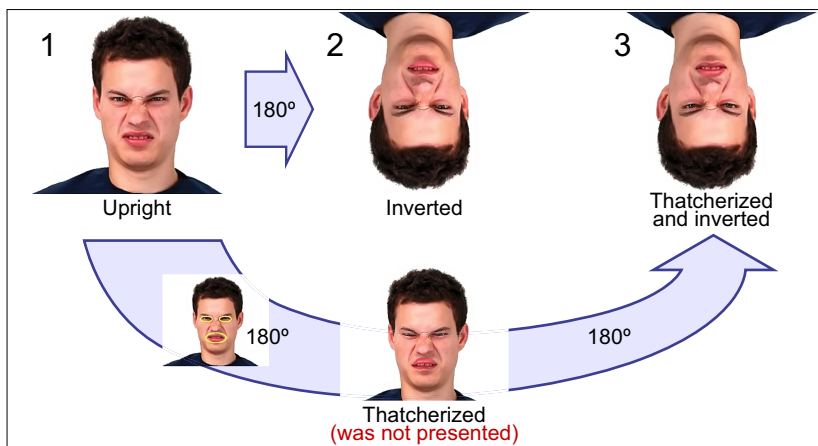 1
2
3
180º
Upright
Inverted
Thatcherized
and inverted
180º
180º
Thatcherized
(was not presented)